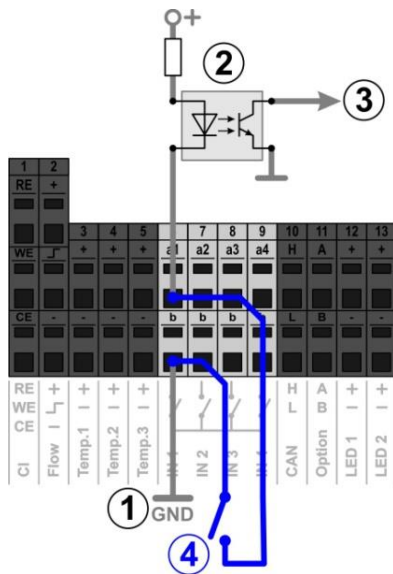 +
2
3
1 2
RE +
3 4 5 6 7 8 9 10 11 12 13
WE + + + a1 a2 a3 a4 H A + +
CE - - - - b b b L B - -
RE + + + + H A + +
WE − − − L B − −
CE −
CI Flow Temp.1 Temp.2 Temp.3 IN 1 IN 2 IN 3 IN 4 CAN Option LED 1 LED 2
1 GND
4